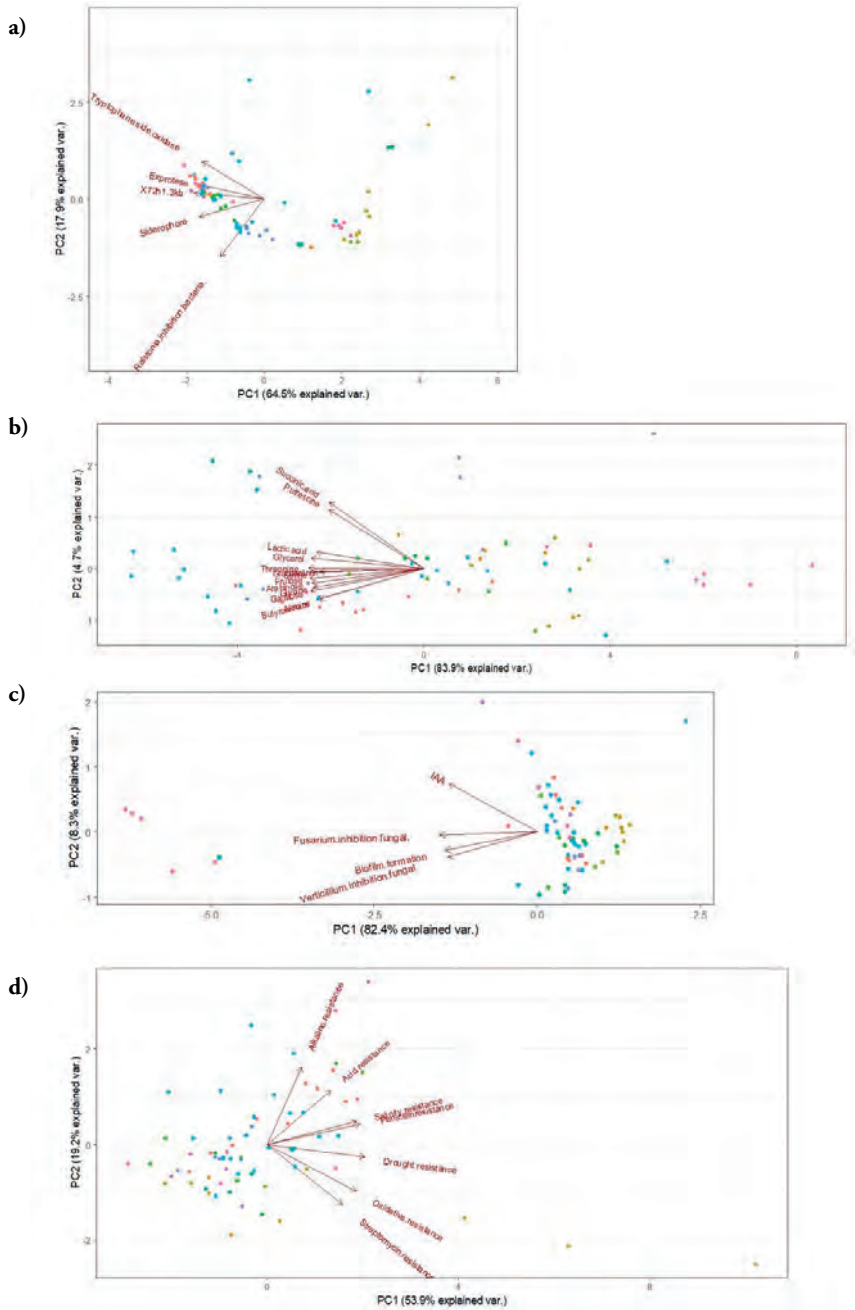 a)
2.5
0.0
-2.5
PC2 (17.9% explained var.)
Exprotese
X72h1.3kb
Siderophore
Ralstonia.inhibition.bacteria.
-4
-2
0
2
4
6
PC1 (64.5% explained var.)
b)
2
1
0
1
PC2 (4.7% explained var.)
Succinic.acid
Putrescine
Lactic.acid
Glycerol
Threonine
Fructose
-4
0
4
8
PC1 (83.9% explained var.)
c)
2
1
0
-1
PC2 (8.3% explained var.)
IAA
Fusarium.inhibition fungal.
Biofilm.formation
Verticillium.inhibition.fungal
-5.0
-2.5
0.0
2.5
PC1 (82.4% explained var.)
d)
2
0
-2
PC2 (19.2% explained var.)
Alkaline.resistance
Acid.resistance
Salinity.resistance
Drought.resistance
Oxidative.resistance
Streptomycin.resistance
0
4
8
PC1 (53.9% explained var.)